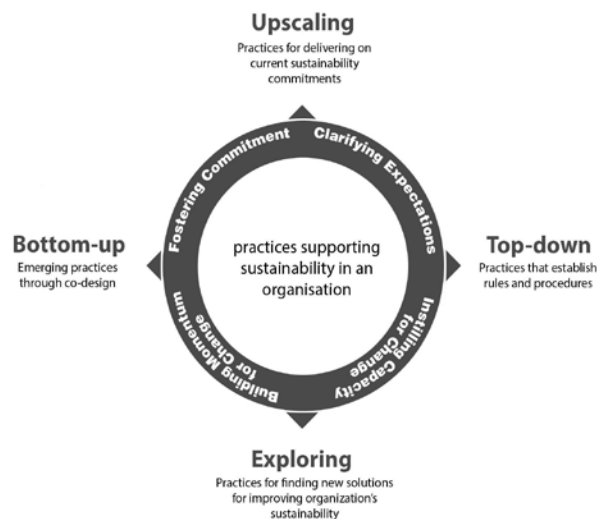 Upscaling
Practices for delivering on
current sustainability
commitments
Fostering Commitment
Clarifying Expectations
Bottom-up
Emerging practices
through co-design
practices supporting
sustainability in an
organisation
Top-down
Practices that establish
rules and procedures
Building Momentum
for Change
Instilling Capacity
for Change
Exploring
Practices for finding new solutions
for improving organization's
sustainability